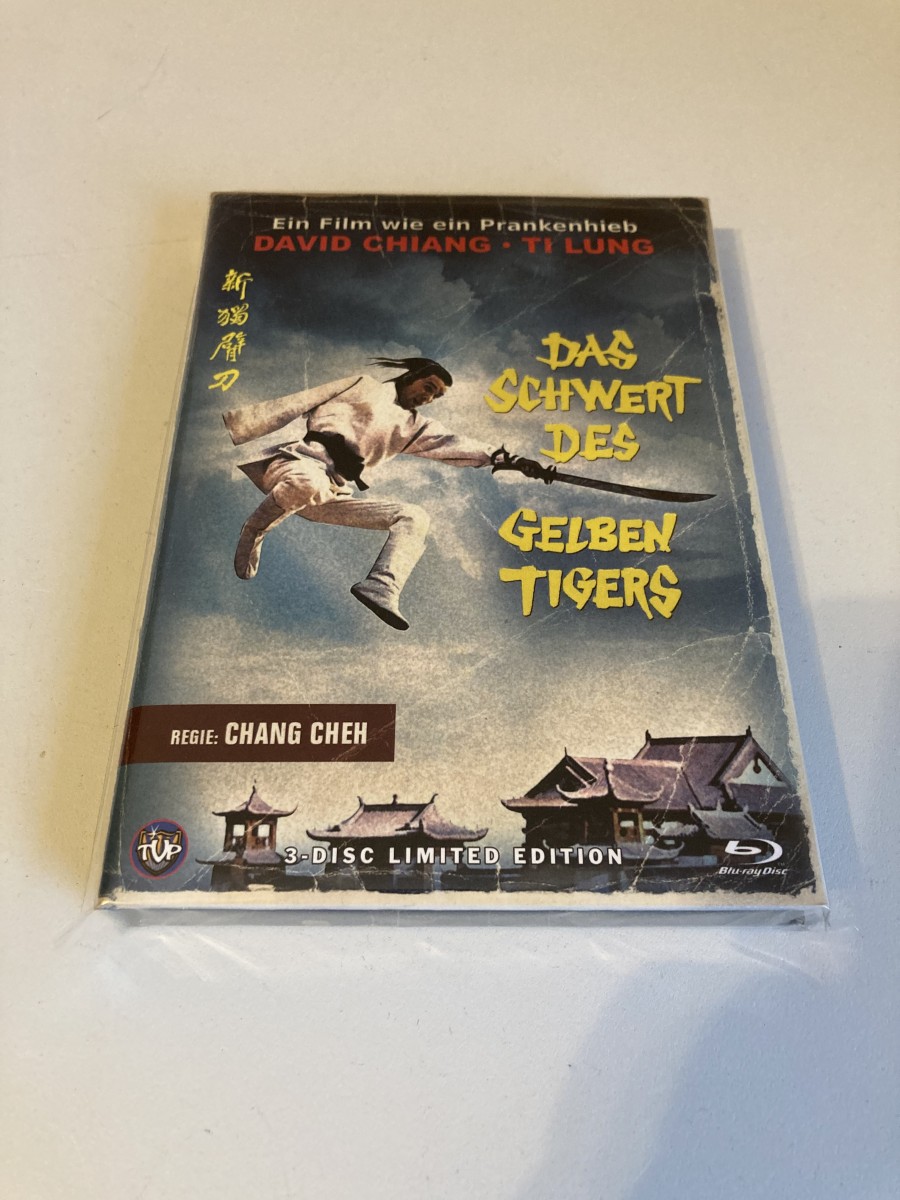 Ein Film wie ein Prankenhieb
DAVID CHIANG • TI LUNG
新獨臂刀
DAS
SCHWERT
DES
GELBEN
TIGERS
REGIE: CHANG CHEH
TVP
3-DISC LIMITED EDITION
Blu-ray Disc